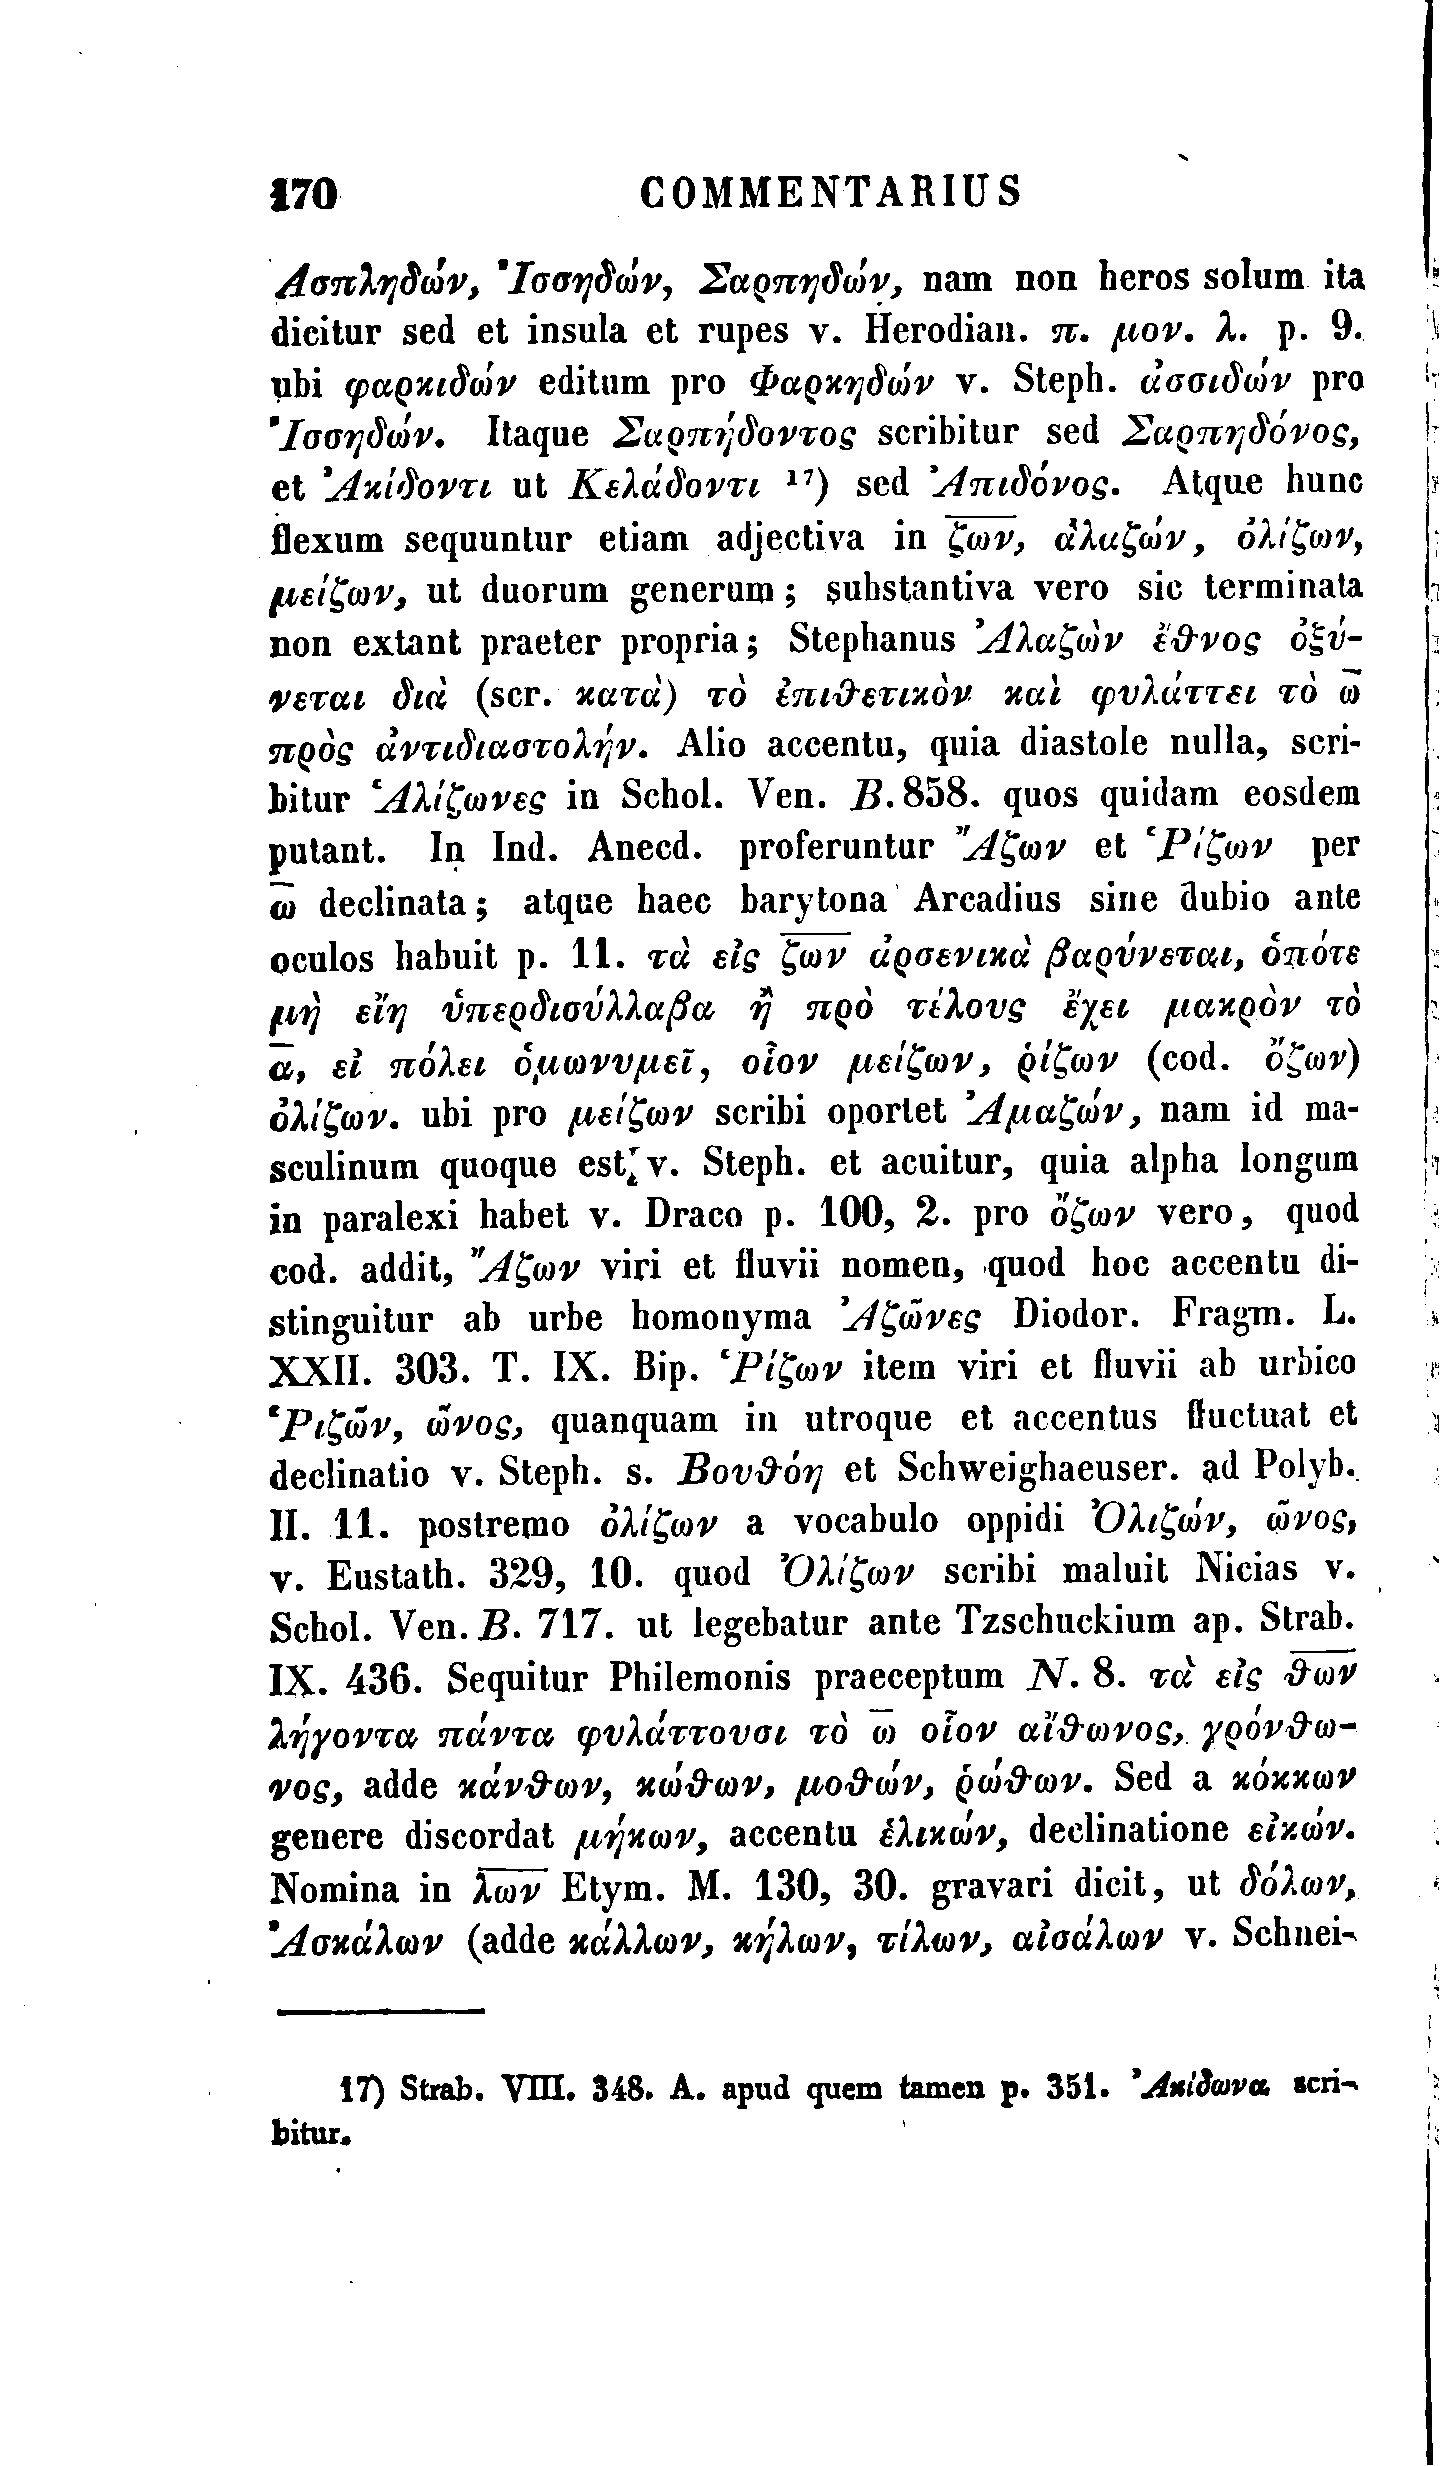 170 COMMENTARIUS
Ἀσπληδών, Ἰσσηδών, Σαρπηδών, nam non heros solum ita
dicitur sed et insula et rupes v. Herodian. π. μον. λ. p. 9.
ubi φαρκιδών editum pro Φαρκηδών v. Steph. ἀσσιδών pro
Ἰσσηδών. Itaque Σαρπήδοντος scribitur sed Σαρπηδόνος,
et Ἀκίδοντι ut Κελάδοντι ¹⁷) sed Ἀπιδόνος. Atque hunc
flexum sequuntur etiam adjectiva in ζων, ἀλαζών, ὀλίζων,
μείζων, ut duorum generum; substantiva vero sic terminata
non extant praeter propria; Stephanus Ἀλαζὼν ἔθνος ὀξύ-
νεται διὰ (scr. κατὰ) τὸ ἐπιθετικὸν καὶ φυλάττει τὸ ω̄
πρὸς ἀντιδιαστολήν. Alio accentu, quia diastole nulla, scri-
bitur Ἁλίζωνες in Schol. Ven. B. 858. quos quidam eosdem
putant. In Ind. Anecd. proferuntur Ἄζων et Ῥίζων per
ω̄ declinata; atque haec barytona Arcadius sine dubio ante
oculos habuit p. 11. τὰ εἰς ζων ἀρσενικὰ βαρύνεται, ὁπότε
μὴ εἴη ὑπερδισύλλαβα ἢ πρὸ τέλους ἔχει μακρὸν τὸ
ᾱ, εἰ πόλει ὁμωνυμεῖ, οἷον μείζων, ῥίζων (cod. ὄζων)
ὀλίζων. ubi pro μείζων scribi oportet Ἀμαζών, nam id ma-
sculinum quoque est, v. Steph. et acuitur, quia alpha longum
in paralexi habet v. Draco p. 100, 2. pro ὄζων vero, quod
cod. addit, Ἄζων viri et fluvii nomen, quod hoc accentu di-
stinguitur ab urbe homonyma Ἀζῶνες Diodor. Fragm. L.
XXII. 303. T. IX. Bip. Ῥίζων item viri et fluvii ab urbico
Ῥιζῶν, ῶνος, quanquam in utroque et accentus fluctuat et
declinatio v. Steph. s. Βουθόη et Schweighaeuser. ad Polyb.
II. 11. postremo ὀλίζων a vocabulo oppidi Ὀλιζών, ῶνος,
v. Eustath. 329, 10. quod Ὀλίζων scribi maluit Nicias v.
Schol. Ven. B. 717. ut legebatur ante Tzschuckium ap. Strab.
IX. 436. Sequitur Philemonis praeceptum N. 8. τὰ εἰς θων
λήγοντα πάντα φυλάττουσι τὸ ω̄ οἷον αἴθωνος, γρόνθω-
νος, adde κάνθων, κώθων, μοθών, ῥώθων. Sed a κόκκων
genere discordat μήκων, accentu ἑλικών, declinatione εἰκών.
Nomina in λων Etym. M. 130, 30. gravari dicit, ut δόλων,
Ἀσκάλων (adde κάλλων, κήλων, τίλων, αἰσάλων v. Schnei-
17) Strab. VIII. 348. A. apud quem tamen p. 351. Ἀκίδωνα scri-
bitur.